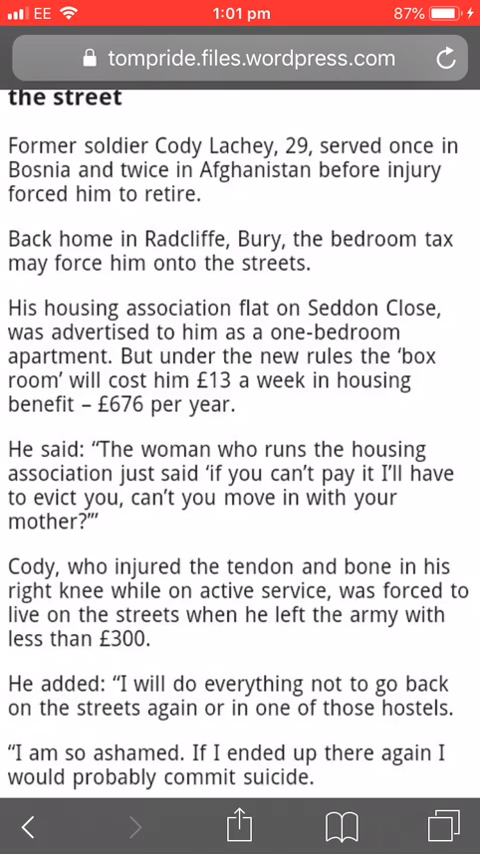 EE 1:01 pm 87%
tompride.files.wordpress.com
the street
Former soldier Cody Lachey, 29, served once in
Bosnia and twice in Afghanistan before injury
forced him to retire.
Back home in Radcliffe, Bury, the bedroom tax
may force him onto the streets.
His housing association flat on Seddon Close,
was advertised to him as a one-bedroom
apartment. But under the new rules the ‘box
room’ will cost him £13 a week in housing
benefit – £676 per year.
He said: “The woman who runs the housing
association just said ‘if you can’t pay it I’ll have
to evict you, can’t you move in with your
mother?’”
Cody, who injured the tendon and bone in his
right knee while on active service, was forced to
live on the streets when he left the army with
less than £300.
He added: “I will do everything not to go back
on the streets again or in one of those hostels.
“I am so ashamed. If I ended up there again I
would probably commit suicide.